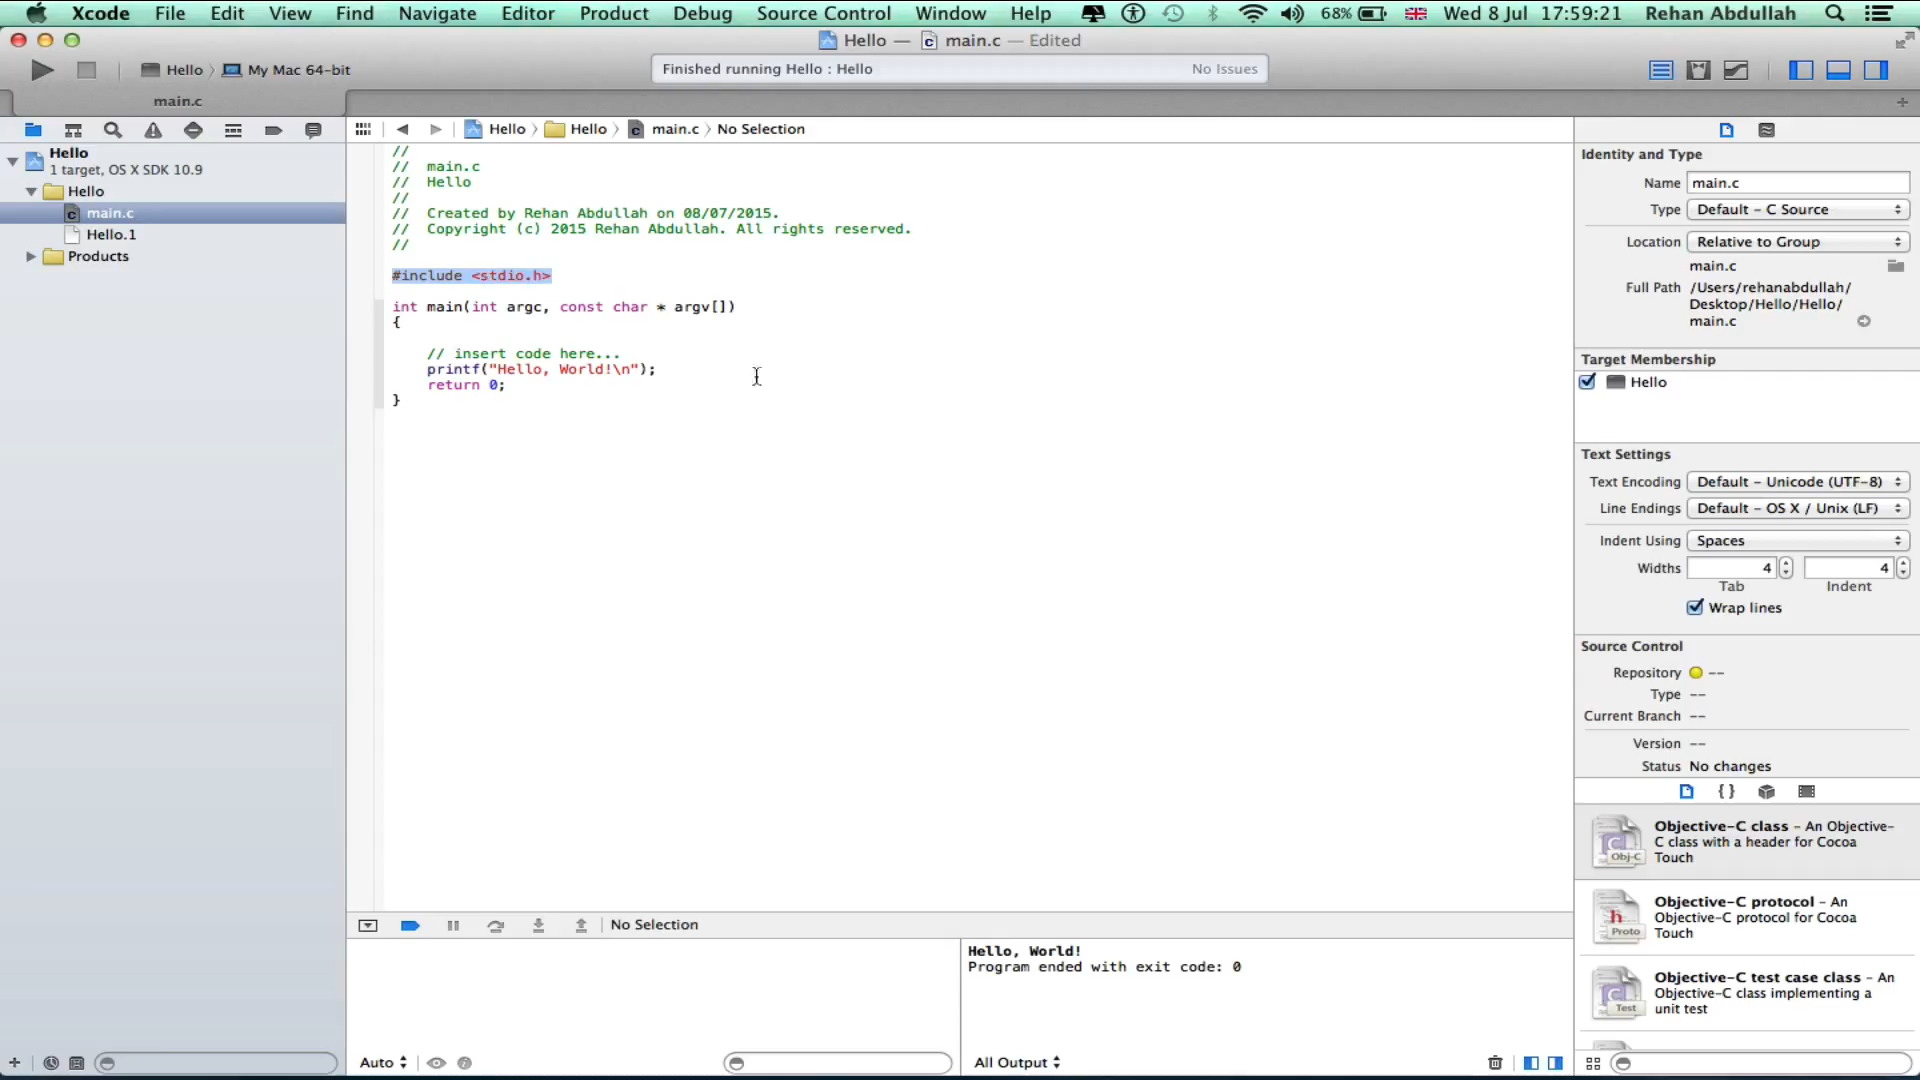 Xcode File Edit View Find Navigate Editor Product Debug Source Control Window Help 68% Wed 8 Jul 17:59:21 Rehan Abdullah
Hello — main.c — Edited
Hello My Mac 64-bit
Finished running Hello : Hello No Issues
main.c
Hello Hello main.c No Selection
Hello
1 target, OS X SDK 10.9
Hello
main.c
Hello.1
Products
//
// main.c
// Hello
//
// Created by Rehan Abdullah on 08/07/2015.
// Copyright (c) 2015 Rehan Abdullah. All rights reserved.
//
#include <stdio.h>
int main(int argc, const char * argv[])
{
// insert code here...
printf("Hello, World!\n");
return 0;
}
Identity and Type
Name main.c
Type Default - C Source
Location Relative to Group
main.c
Full Path /Users/rehanabdullah/
Desktop/Hello/Hello/
main.c
Target Membership
Hello
Text Settings
Text Encoding Default - Unicode (UTF-8)
Line Endings Default - OS X / Unix (LF)
Indent Using Spaces
Widths 4 4
Tab Indent
Wrap lines
Source Control
Repository --
Type --
Current Branch --
Version --
Status No changes
{ }
Objective-C class - An Objective-
C class with a header for Cocoa
Touch
Obj-C
Objective-C protocol - An
Objective-C protocol for Cocoa
Touch
h
Proto
Objective-C test case class - An
Objective-C class implementing a
unit test
Test
No Selection
Hello, World!
Program ended with exit code: 0
Auto
All Output